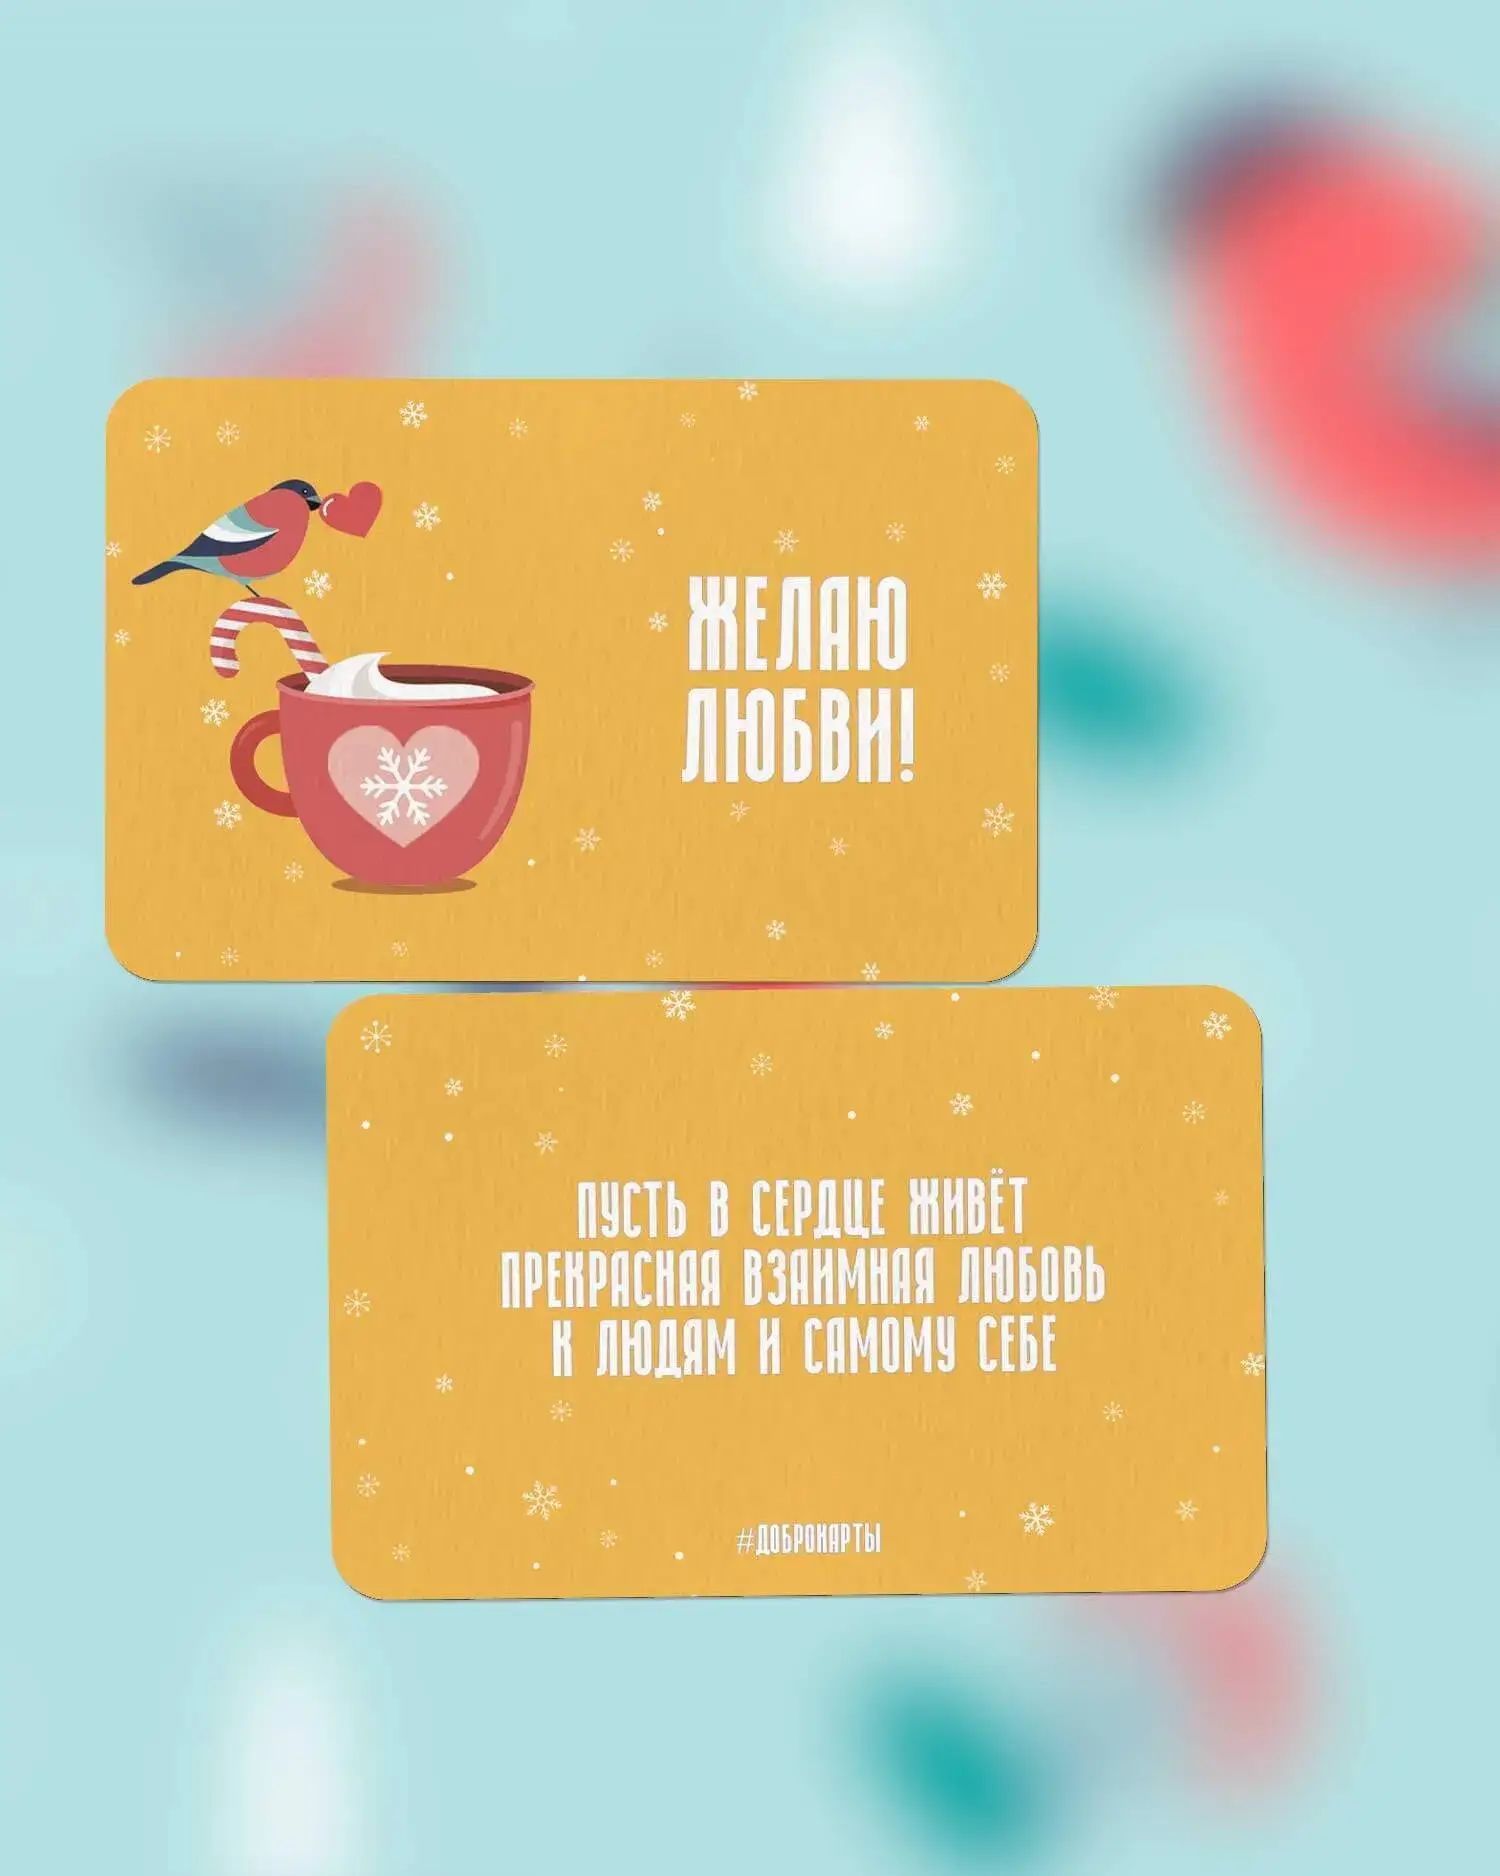 ЖЕЛАЮ
ЛЮБВИ!
ПУСТЬ В СЕРДЦЕ ЖИВЁТ
ПРЕКРАСНАЯ ВЗАИМНАЯ ЛЮБОВЬ
К ЛЮДЯМ И САМОМУ СЕБЕ
#ДОБРОКАРТЫ